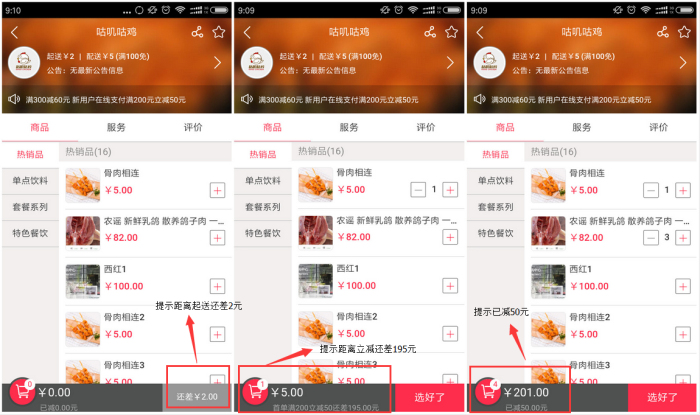 9:10
咕叽咕鸡
起送￥2 | 配送￥5 (满100免)
公告：无最新公告信息
满300减60元 新用户在线支付满200元立减50元
商品 服务 评价
热销品
单点饮料
套餐系列
特色餐饮
热销品(16)
骨肉相连
￥5.00
农谣 新鲜乳鸽 散养鸽子肉 一...
￥82.00
西红1
￥100.00
骨肉相连2
￥5.00
骨肉相连3
￥5.00
提示距离起送还差2元
0
￥0.00
已减0.00元
还差￥2.00
9:09
咕叽咕鸡
起送￥2 | 配送￥5 (满100免)
公告：无最新公告信息
满300减60元 新用户在线支付满200元立减50元
商品 服务 评价
热销品
单点饮料
套餐系列
特色餐饮
热销品(16)
骨肉相连
￥5.00
1
农谣 新鲜乳鸽 散养鸽子肉 一...
￥82.00
西红1
￥100.00
骨肉相连2
￥5.00
提示距离立减还差195元
骨肉相连3
￥5.00
1
￥5.00
首单满200立减50还差195.00元
选好了
9:09
咕叽咕鸡
起送￥2 | 配送￥5 (满100免)
公告：无最新公告信息
满300减60元 新用户在线支付满200元立减50元
商品 服务 评价
热销品
单点饮料
套餐系列
特色餐饮
热销品(16)
骨肉相连
￥5.00
1
农谣 新鲜乳鸽 散养鸽子肉 一...
￥82.00
3
西红1
￥100.00
提示已减50元
骨肉相连2
￥5.00
骨肉相连3
￥5.00
4
￥201.00
已减50.00元
选好了